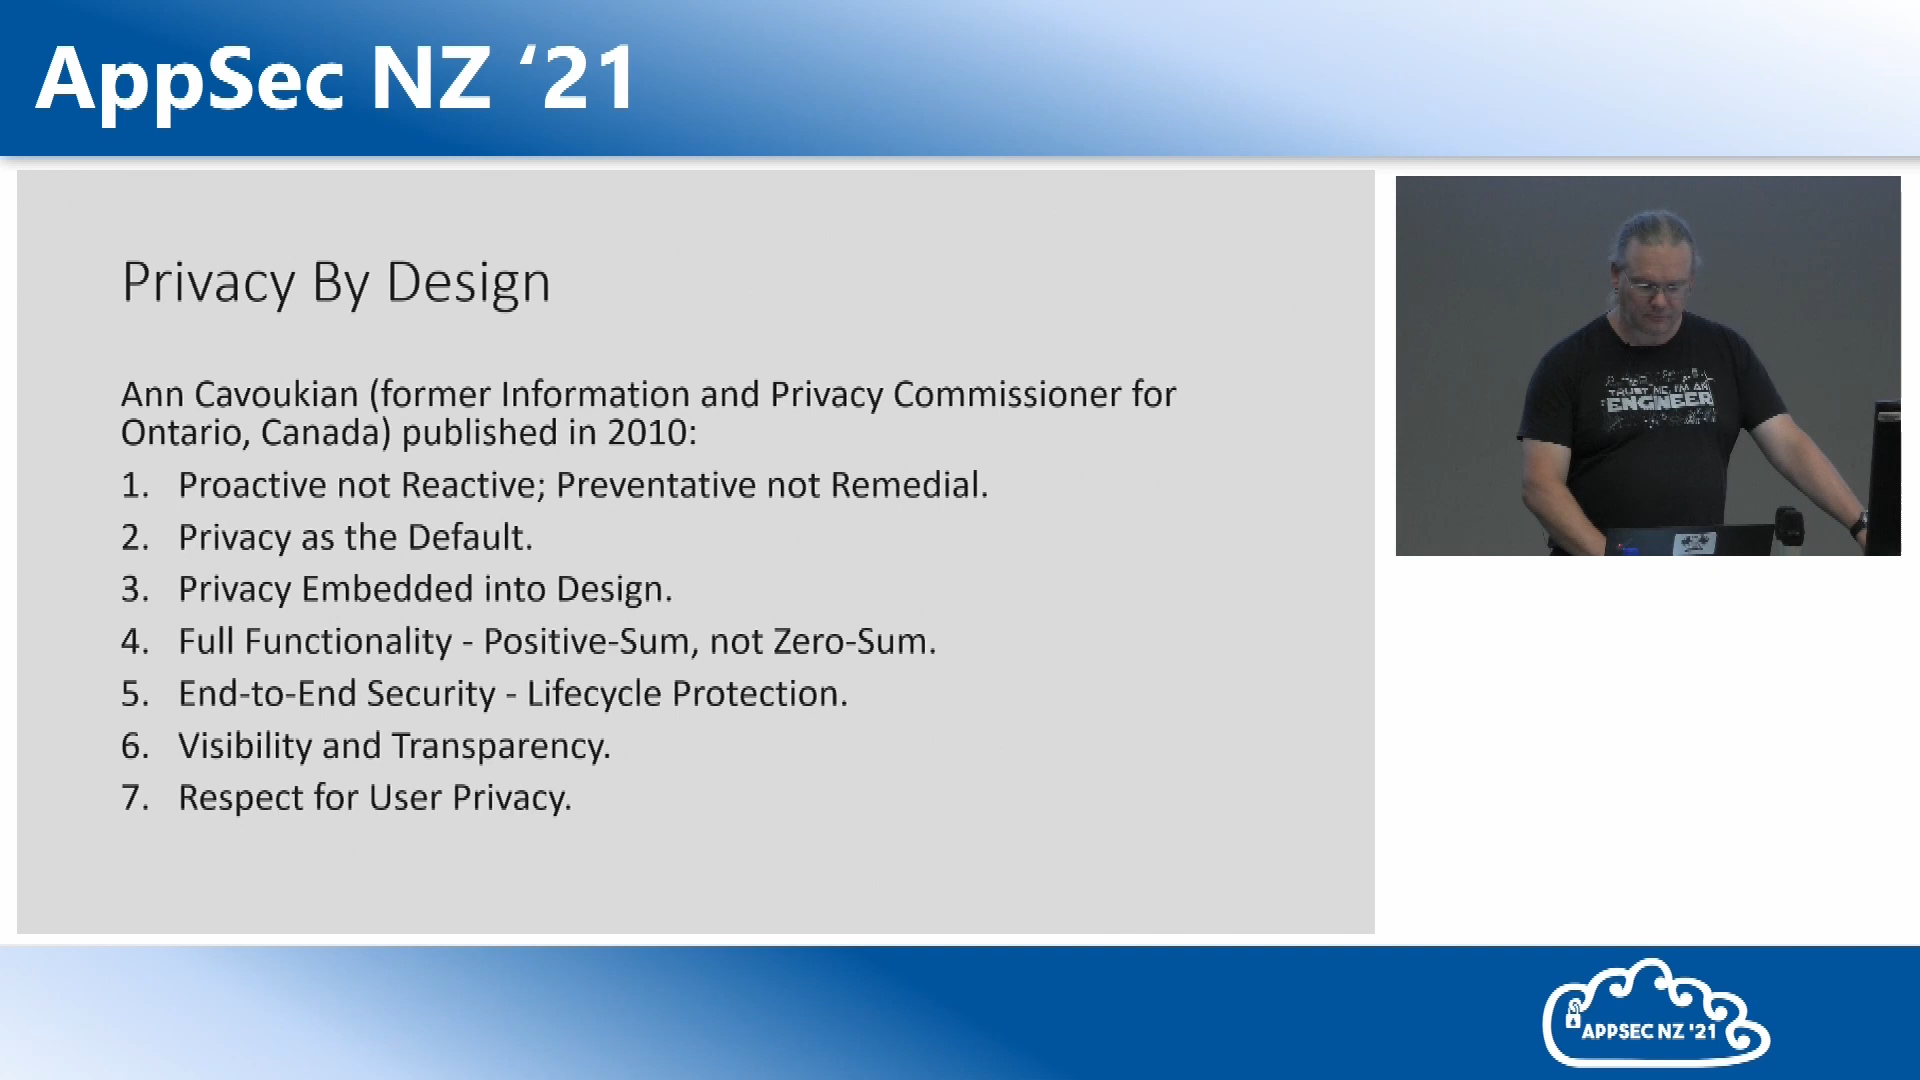 AppSec NZ ‘21
Privacy By Design
Ann Cavoukian (former Information and Privacy Commissioner for
Ontario, Canada) published in 2010:
1. Proactive not Reactive; Preventative not Remedial.
2. Privacy as the Default.
3. Privacy Embedded into Design.
4. Full Functionality - Positive-Sum, not Zero-Sum.
5. End-to-End Security - Lifecycle Protection.
6. Visibility and Transparency.
7. Respect for User Privacy.
TRUST ME, I'M AN
ENGINEER
APPSEC NZ '21